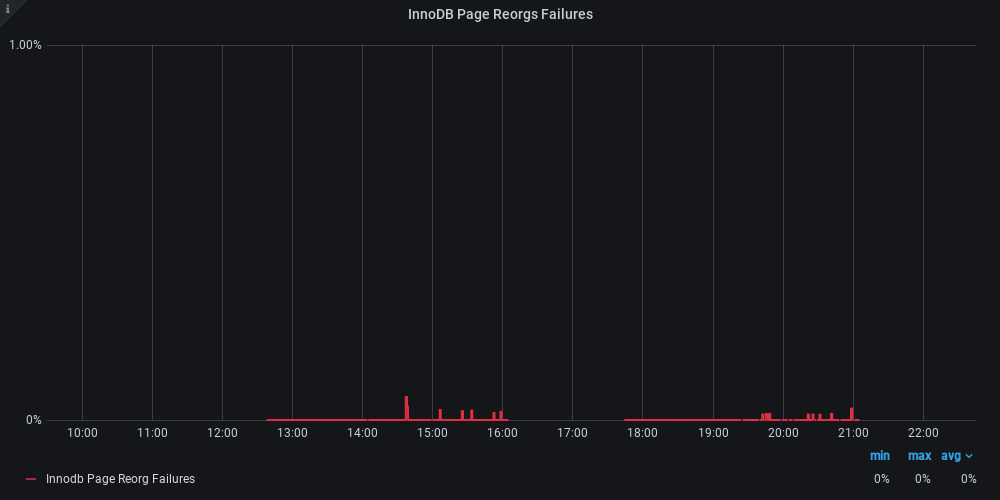 i
InnoDB Page Reorgs Failures
1.00%
0%
10:00 11:00 12:00 13:00 14:00 15:00 16:00 17:00 18:00 19:00 20:00 21:00 22:00
min max avg
Innodb Page Reorg Failures 0% 0% 0%